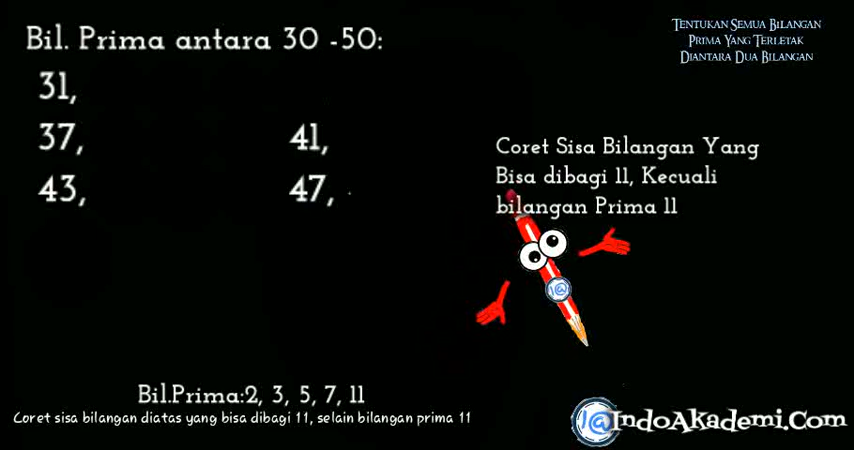 Bil. Prima antara 30 -50:
TENTUKAN SEMUA BILANGAN
PRIMA YANG TERLETAK
DIANTARA DUA BILANGAN
31,
37, 41,
43, 47,
Coret Sisa Bilangan Yang
Bisa dibagi 11, Kecuali
bilangan Prima 11
1@
Bil.Prima:2, 3, 5, 7, 11
Coret sisa bilangan diatas yang bisa dibagi 11, selain bilangan prima 11
1@IndoAkademi.Com